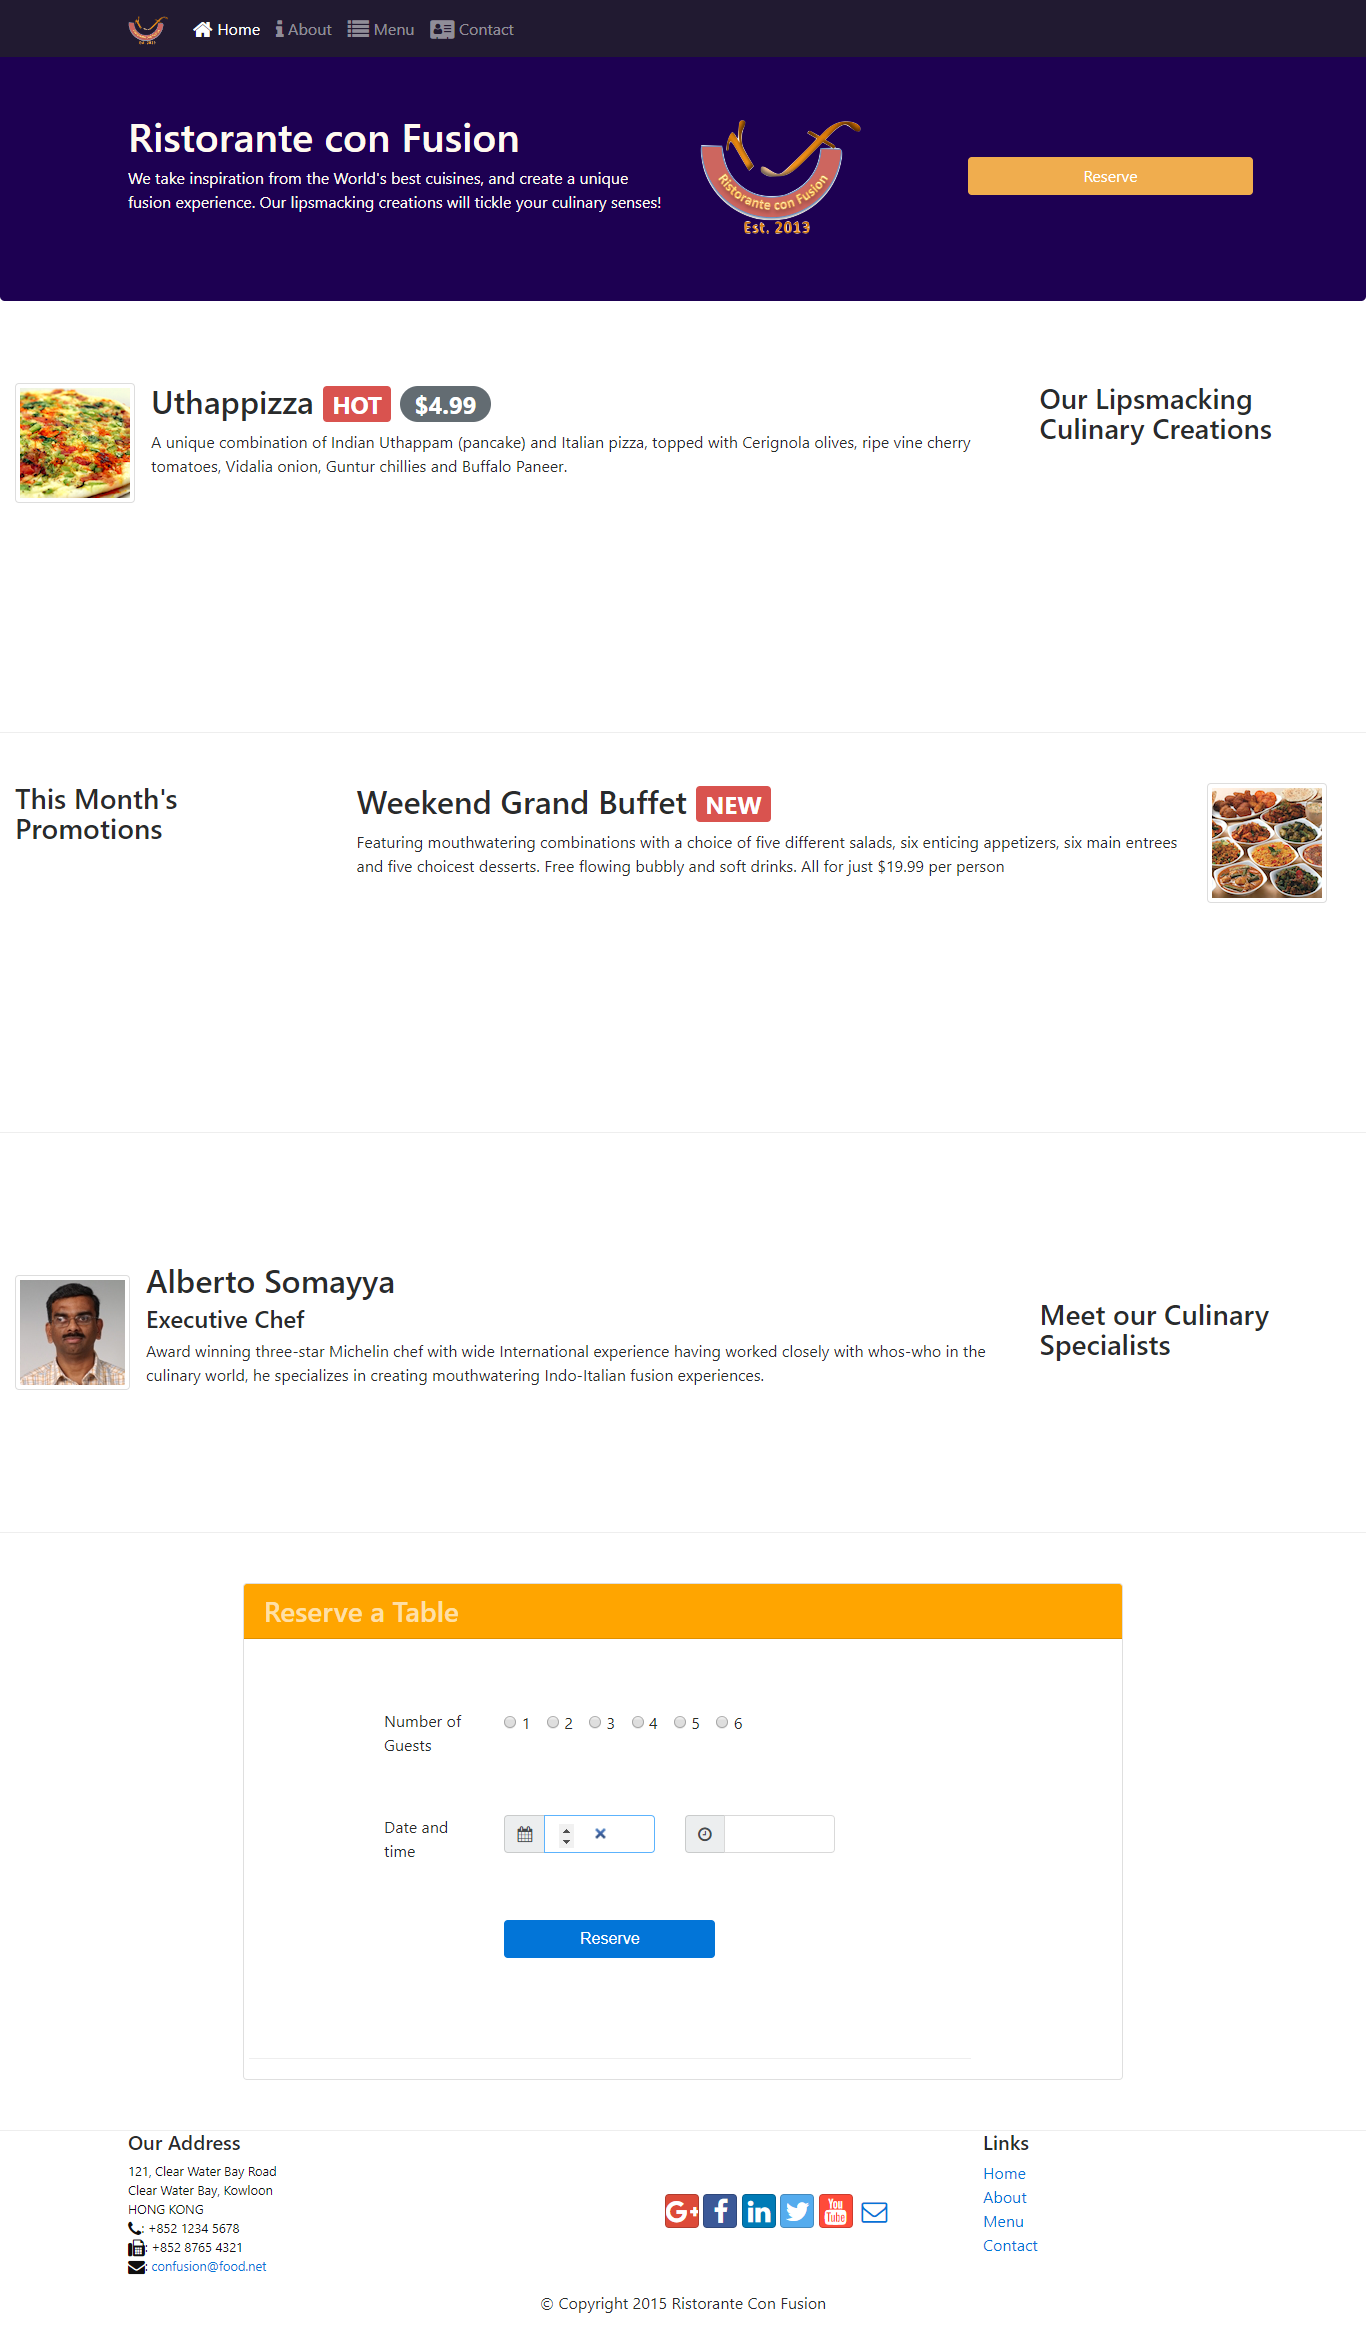 Home About Menu Contact
Ristorante con Fusion
We take inspiration from the World's best cuisines, and create a unique
fusion experience. Our lipsmacking creations will tickle your culinary senses!
Ristorante con Fusion
Est. 2013
Reserve
Uthappizza HOT $4.99
A unique combination of Indian Uthappam (pancake) and Italian pizza, topped with Cerignola olives, ripe vine cherry
tomatoes, Vidalia onion, Guntur chillies and Buffalo Paneer.
Our Lipsmacking
Culinary Creations
This Month's
Promotions
Weekend Grand Buffet NEW
Featuring mouthwatering combinations with a choice of five different salads, six enticing appetizers, six main entrees
and five choicest desserts. Free flowing bubbly and soft drinks. All for just $19.99 per person
Alberto Somayya
Executive Chef
Award winning three-star Michelin chef with wide International experience having worked closely with whos-who in the
culinary world, he specializes in creating mouthwatering Indo-Italian fusion experiences.
Meet our Culinary
Specialists
Reserve a Table
Number of
Guests
1 2 3 4 5 6
Date and
time
Reserve
Our Address
121, Clear Water Bay Road
Clear Water Bay, Kowloon
HONG KONG
: +852 1234 5678
: +852 8765 4321
: confusion@food.net
G+ f in You Tube
Links
Home
About
Menu
Contact
© Copyright 2015 Ristorante Con Fusion